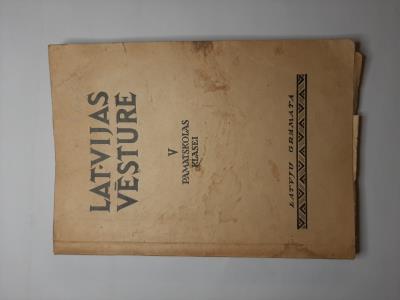 LATVIJAS
VĒSTURE
V
PAMATSKOLAS
KLASEI
LATVJU GRĀMATA